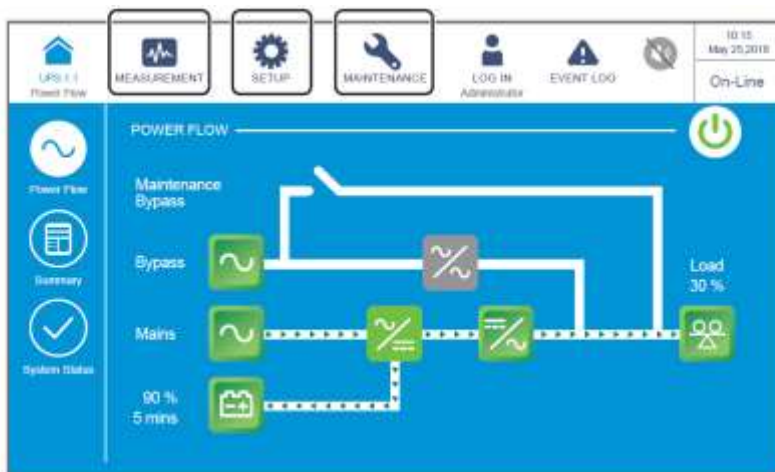 UPS 1-1
Power Flow
MEASUREMENT
SETUP
MAINTENANCE
LOG IN
Administrator
EVENT LOG
10:15
May 25,2018
On-Line
POWER FLOW
Power Flow
Summary
System Status
Maintenance
Bypass
Bypass
Mains
90 %
5 mins
Load
30 %